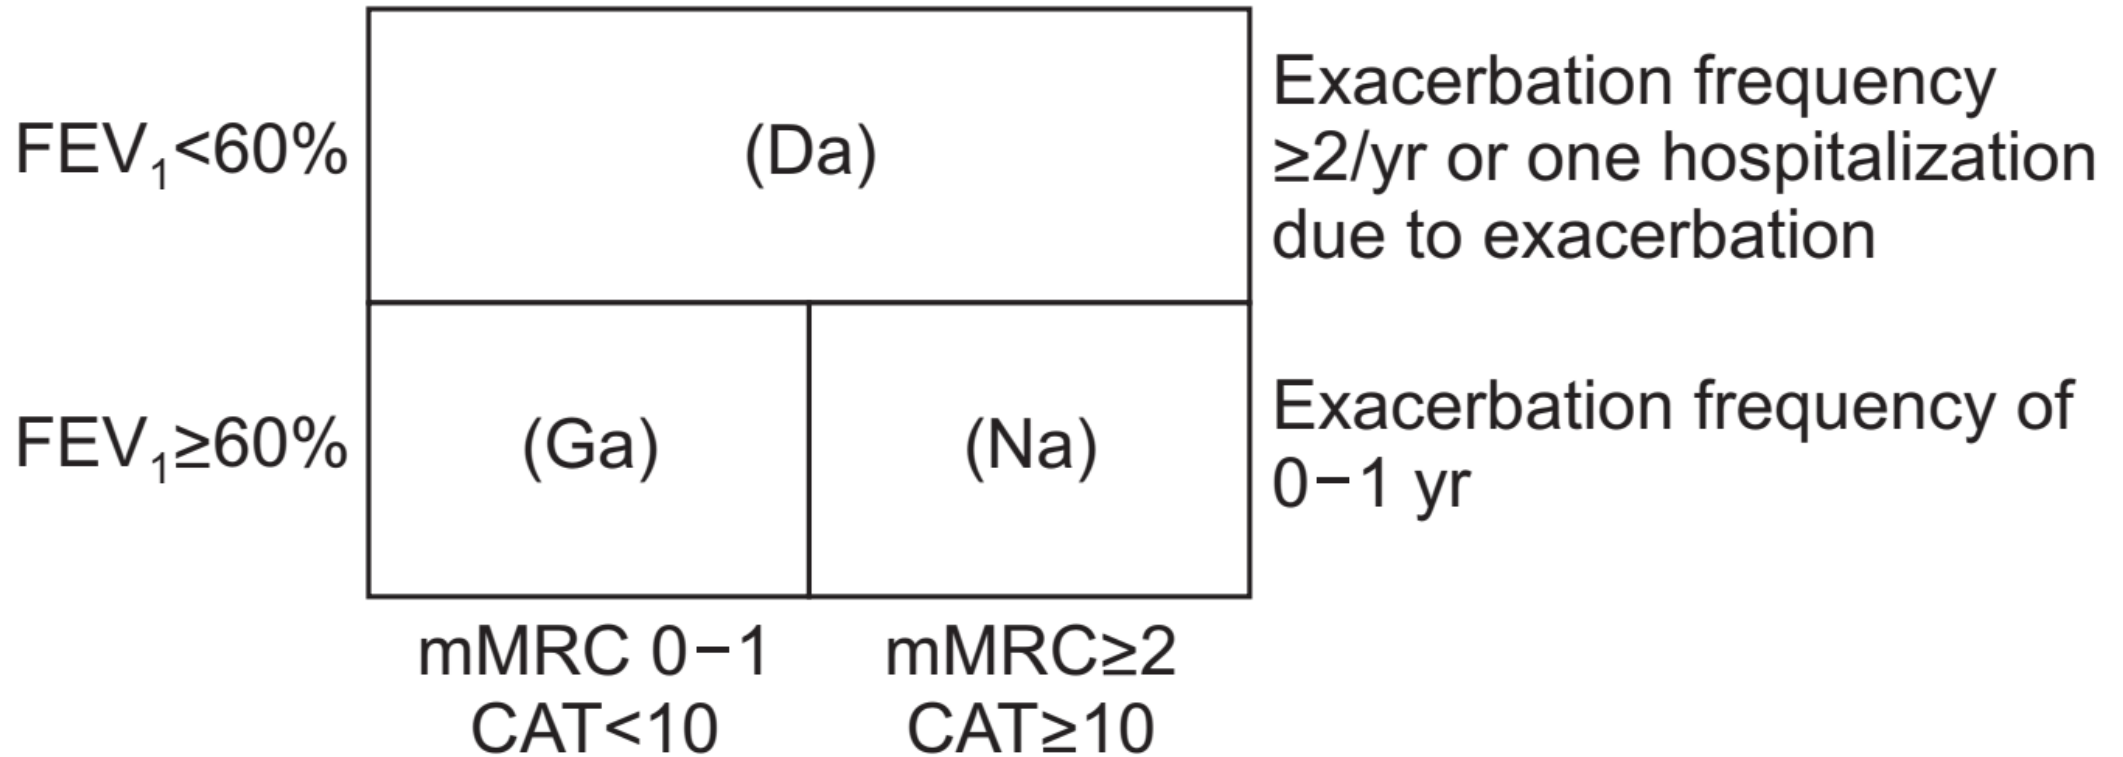 FEV₁<60%
(Da)
Exacerbation frequency
≥2/yr or one hospitalization
due to exacerbation
FEV₁≥60%
(Ga)
(Na)
Exacerbation frequency of
0−1 yr
mMRC 0−1
CAT<10
mMRC≥2
CAT≥10